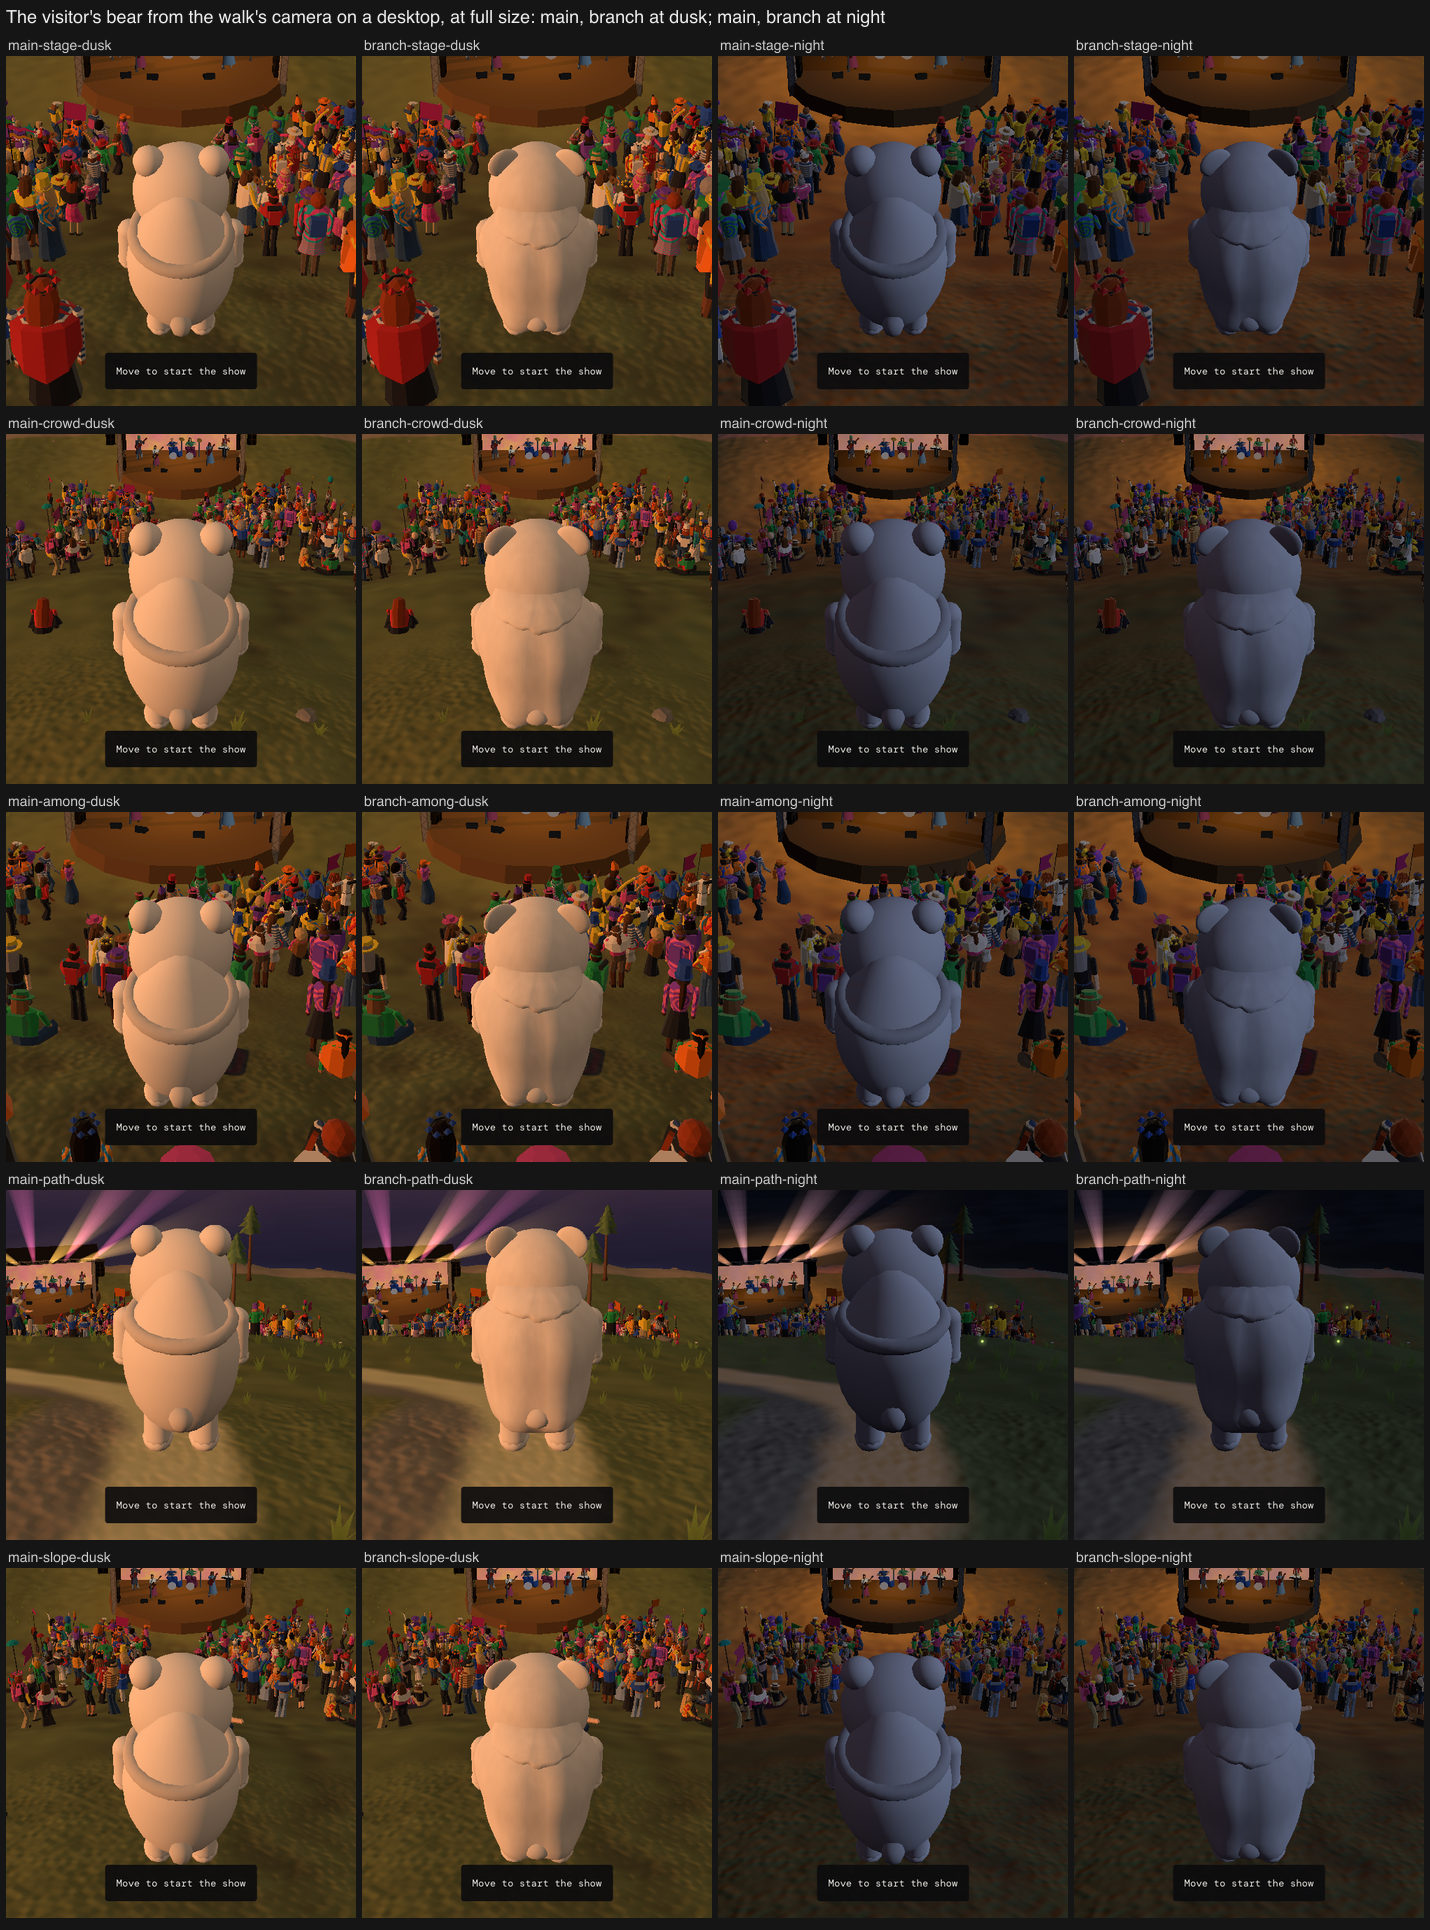 The visitor's bear from the walk's camera on a desktop, at full size: main, branch at dusk; main, branch at night
main-stage-dusk
branch-stage-dusk
main-stage-night
branch-stage-night
Move to start the show
Move to start the show
Move to start the show
Move to start the show
main-crowd-dusk
branch-crowd-dusk
main-crowd-night
branch-crowd-night
Move to start the show
Move to start the show
Move to start the show
Move to start the show
main-among-dusk
branch-among-dusk
main-among-night
branch-among-night
Move to start the show
Move to start the show
Move to start the show
Move to start the show
main-path-dusk
branch-path-dusk
main-path-night
branch-path-night
Move to start the show
Move to start the show
Move to start the show
Move to start the show
main-slope-dusk
branch-slope-dusk
main-slope-night
branch-slope-night
Move to start the show
Move to start the show
Move to start the show
Move to start the show